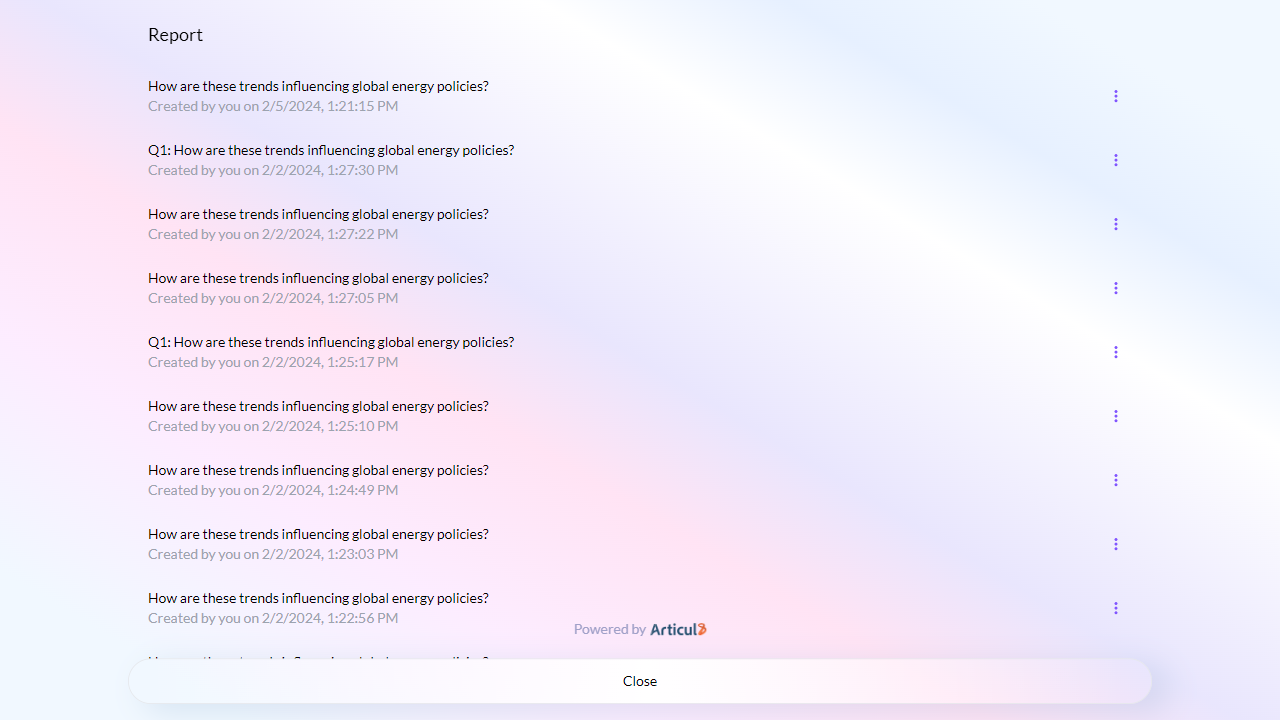 Report
How are these trends influencing global energy policies?
Created by you on 2/5/2024, 1:21:15 PM
Q1: How are these trends influencing global energy policies?
Created by you on 2/2/2024, 1:27:30 PM
How are these trends influencing global energy policies?
Created by you on 2/2/2024, 1:27:22 PM
How are these trends influencing global energy policies?
Created by you on 2/2/2024, 1:27:05 PM
Q1: How are these trends influencing global energy policies?
Created by you on 2/2/2024, 1:25:17 PM
How are these trends influencing global energy policies?
Created by you on 2/2/2024, 1:25:10 PM
How are these trends influencing global energy policies?
Created by you on 2/2/2024, 1:24:49 PM
How are these trends influencing global energy policies?
Created by you on 2/2/2024, 1:23:03 PM
How are these trends influencing global energy policies?
Created by you on 2/2/2024, 1:22:56 PM
Powered by Articul8
Close